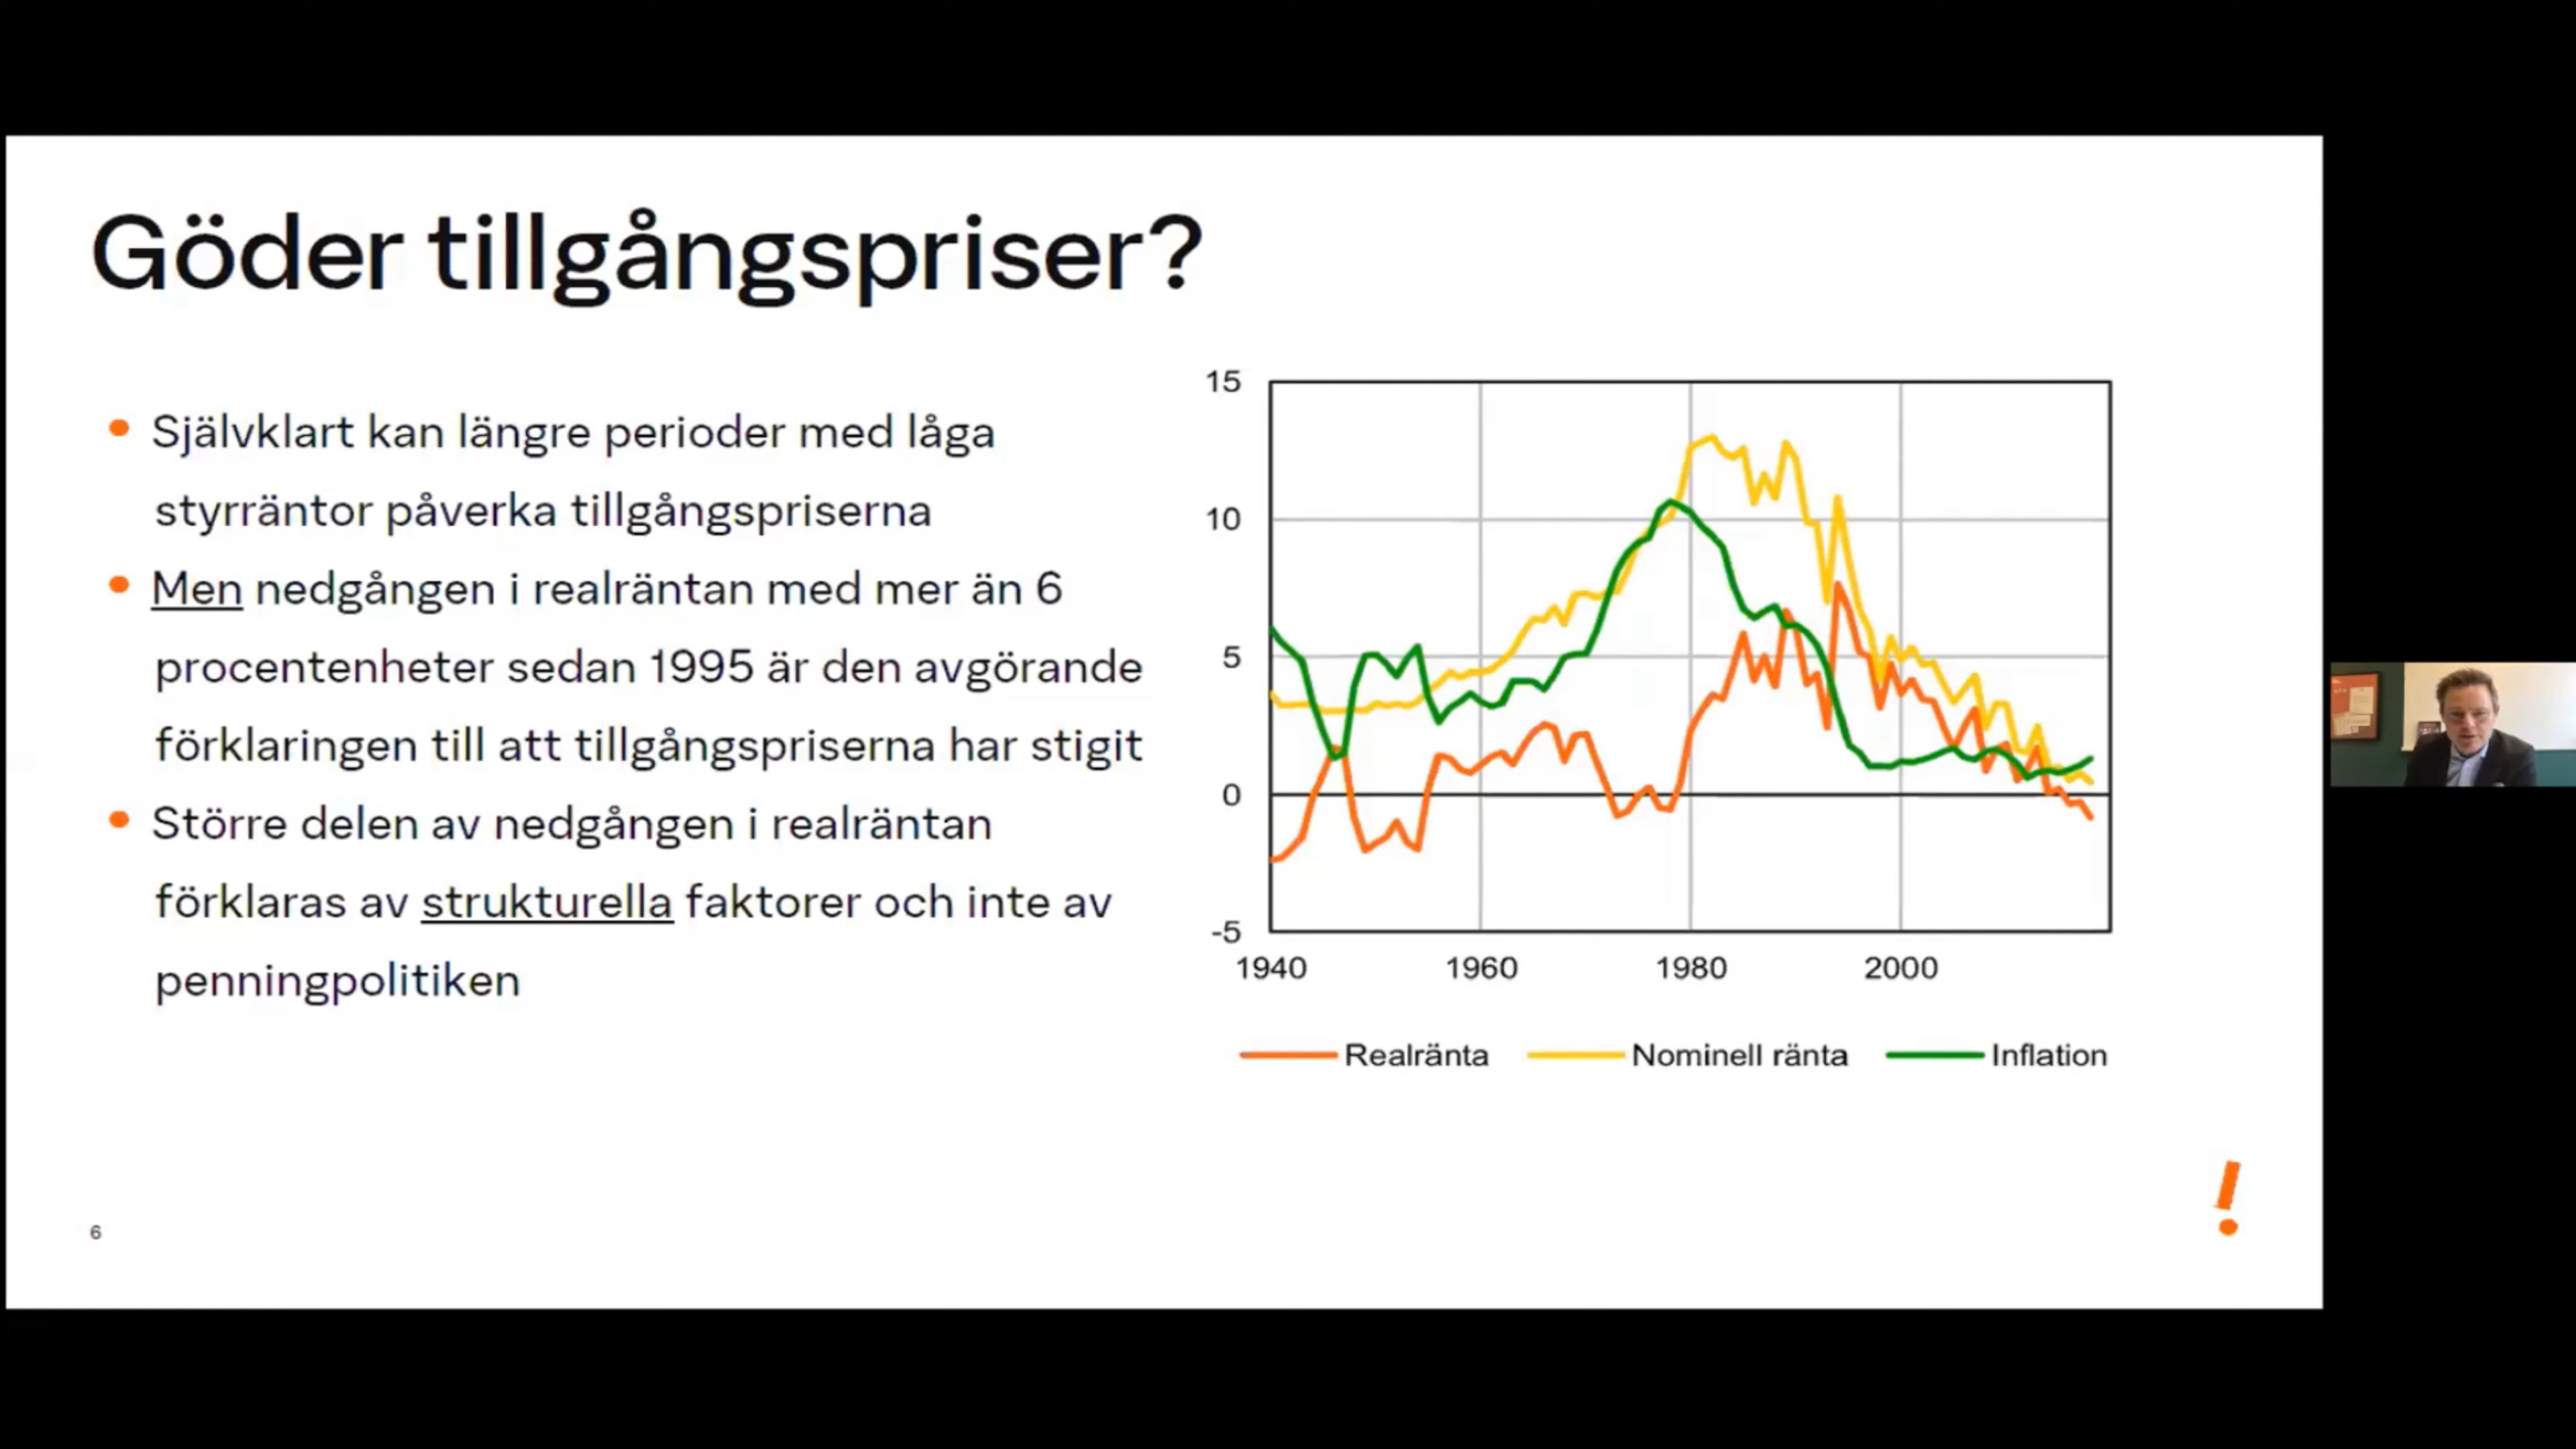 Göder tillgångspriser?
Självklart kan längre perioder med låga
styrräntor påverka tillgångspriserna
Men nedgången i realräntan med mer än 6
procentenheter sedan 1995 är den avgörande
förklaringen till att tillgångspriserna har stigit
Större delen av nedgången i realräntan
förklaras av strukturella faktorer och inte av
penningpolitiken
15
10
5
0
-5
1940 1960 1980 2000
Realränta Nominell ränta Inflation
6
!